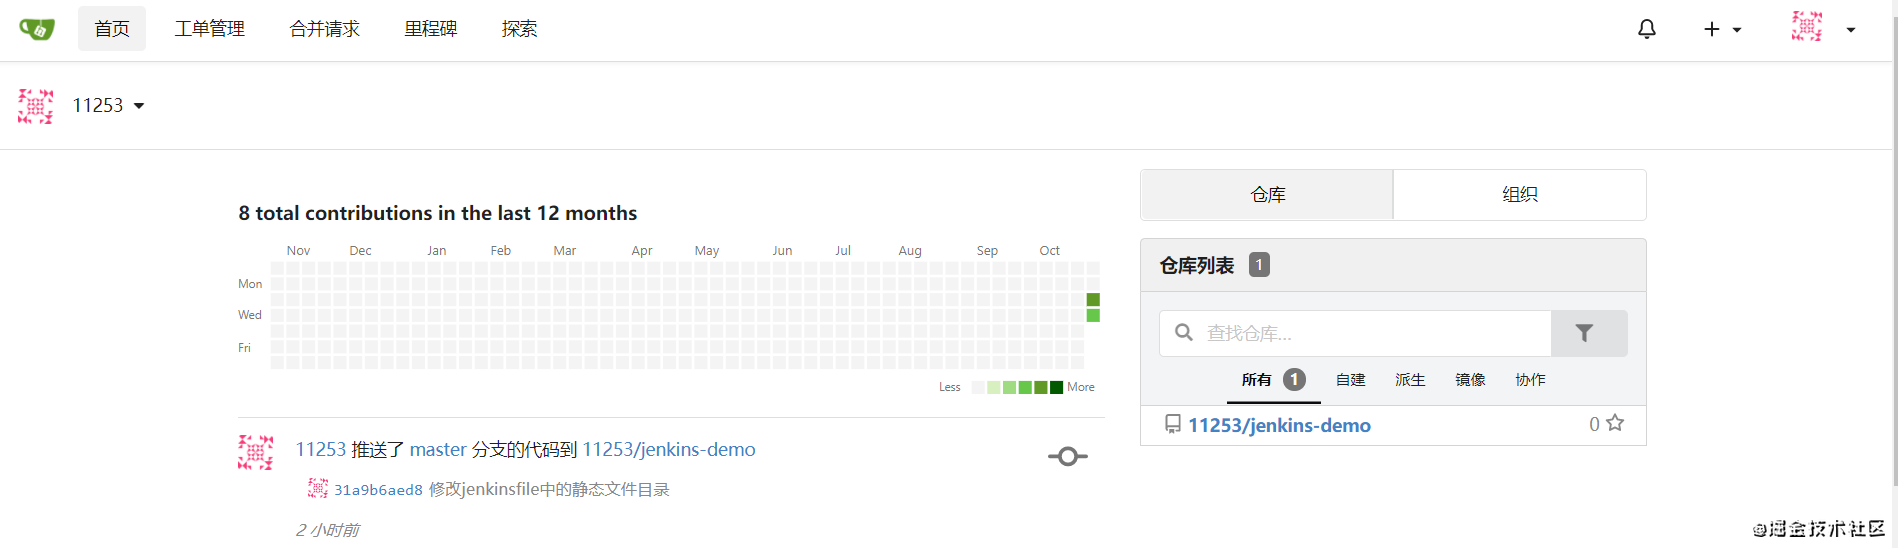 首页 工单管理 合并请求 里程碑 探索
11253
8 total contributions in the last 12 months
Nov Dec Jan Feb Mar Apr May Jun Jul Aug Sep Oct
Mon
Wed
Fri
Less More
11253 推送了 master 分支的代码到 11253/jenkins-demo
31a9b6aed8 修改jenkinsfile中的静态文件目录
2 小时前
仓库 组织
仓库列表 1
查找仓库...
所有 1 自建 派生 镜像 协作
11253/jenkins-demo 0
@掘金技术社区